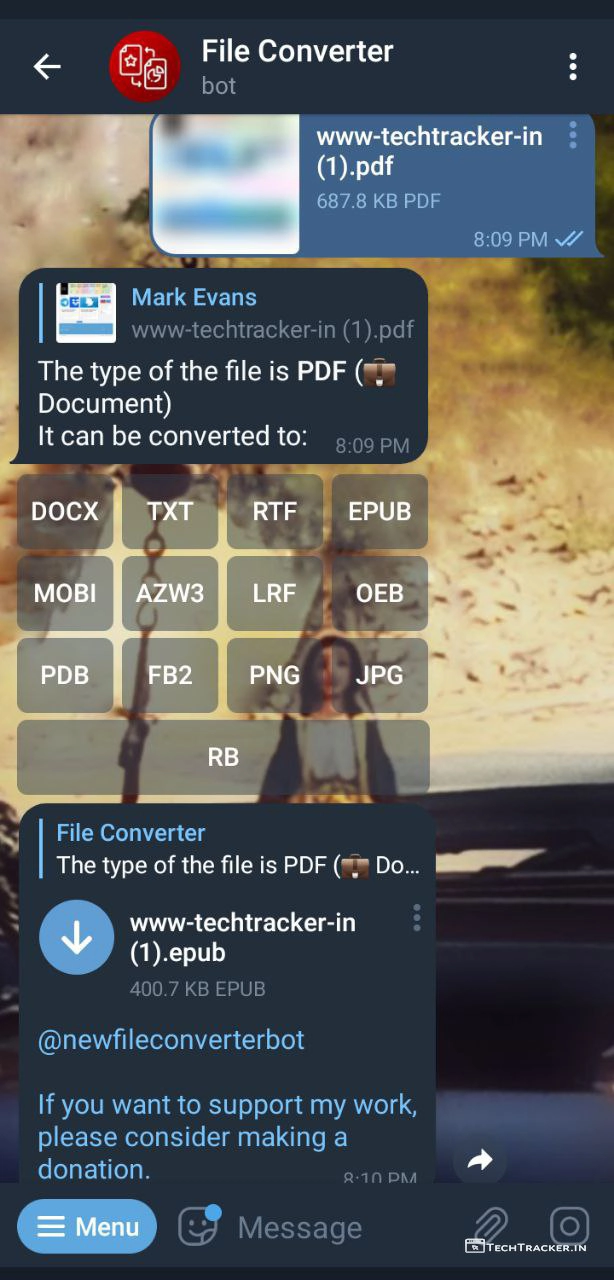 File Converter
bot
www-techtracker-in
(1).pdf
687.8 KB PDF
8:09 PM
Mark Evans
www-techtracker-in (1).pdf
The type of the file is PDF (💼
Document)
It can be converted to:
8:09 PM
DOCX TXT RTF EPUB
MOBI AZW3 LRF OEB
PDB FB2 PNG JPG
RB
File Converter
The type of the file is PDF (💼 Do...
www-techtracker-in
(1).epub
400.7 KB EPUB
@newfileconverterbot
If you want to support my work,
please consider making a
donation.
8:10 PM
Menu
Message
TECHTRACKER.IN